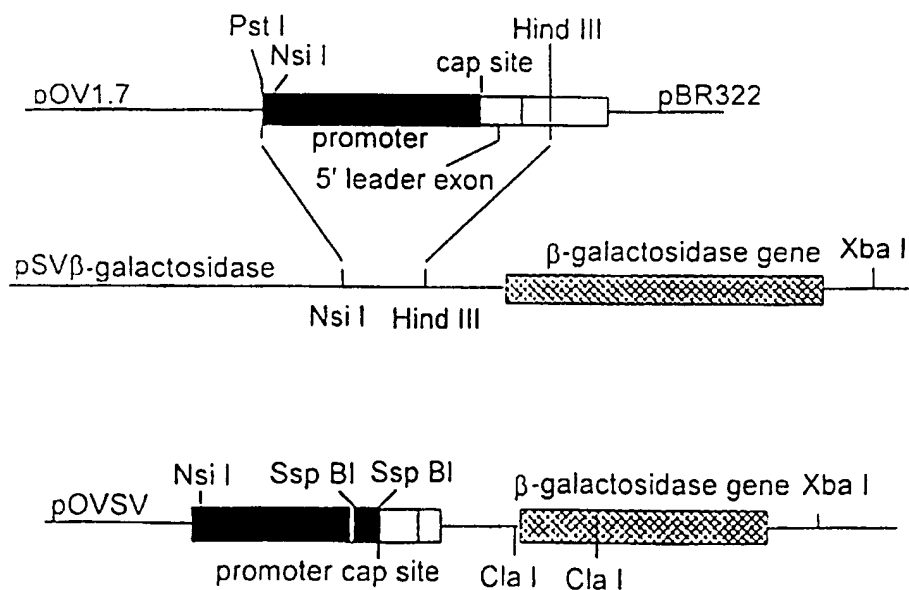 Hind III
Pst I
Nsi I
cap site
pOV1.7
pBR322
promoter
5' leader exon
pSVβ-galactosidase
β-galactosidase gene
Xba I
Nsi I
Hind III
Nsi I
Ssp BI
Ssp BI
β-galactosidase gene
Xba I
pOVSV
promoter
cap site
Cla I
Cla I